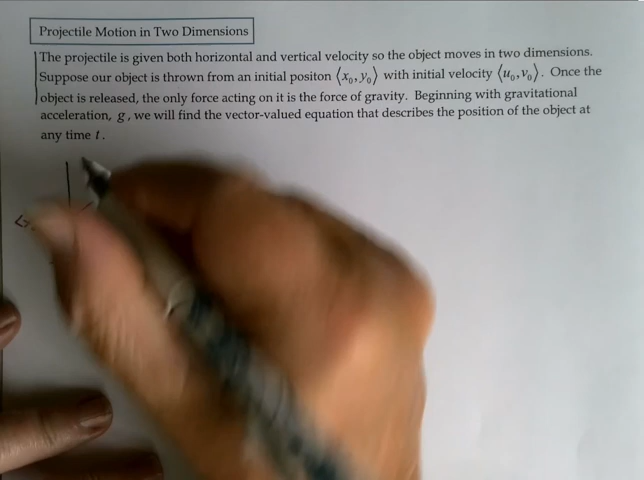 Projectile Motion in Two Dimensions
The projectile is given both horizontal and vertical velocity so the object moves in two dimensions.
Suppose our object is thrown from an initial positon ⟨x₀, y₀⟩ with initial velocity ⟨u₀, v₀⟩. Once the
object is released, the only force acting on it is the force of gravity. Beginning with gravitational
acceleration, g, we will find the vector-valued equation that describes the position of the object at
any time t.